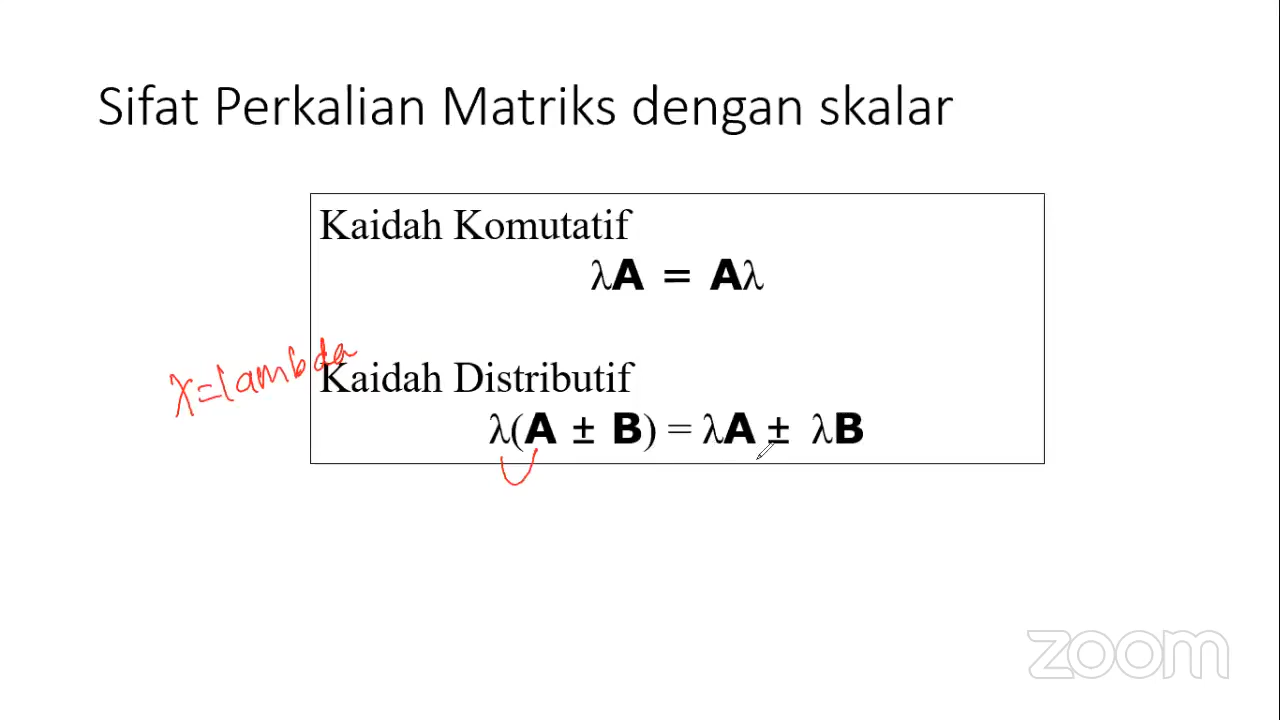 Sifat Perkalian Matriks dengan skalar
Kaidah Komutatif
λA = Aλ
λ=lambda
Kaidah Distributif
λ(A ± B) = λA ± λB
zoom